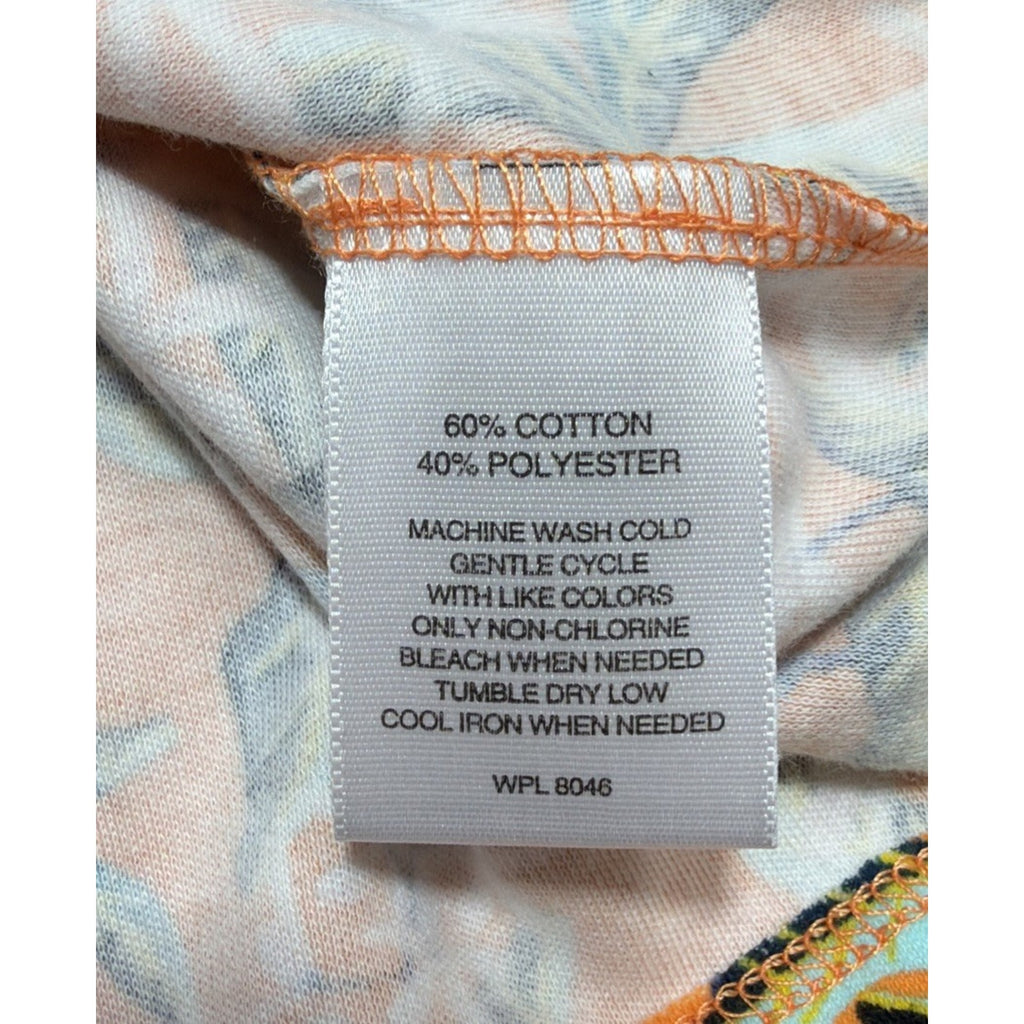 60% COTTON
40% POLYESTER
MACHINE WASH COLD
GENTLE CYCLE
WITH LIKE COLORS
ONLY NON-CHLORINE
BLEACH WHEN NEEDED
TUMBLE DRY LOW
COOL IRON WHEN NEEDED
WPL 8046